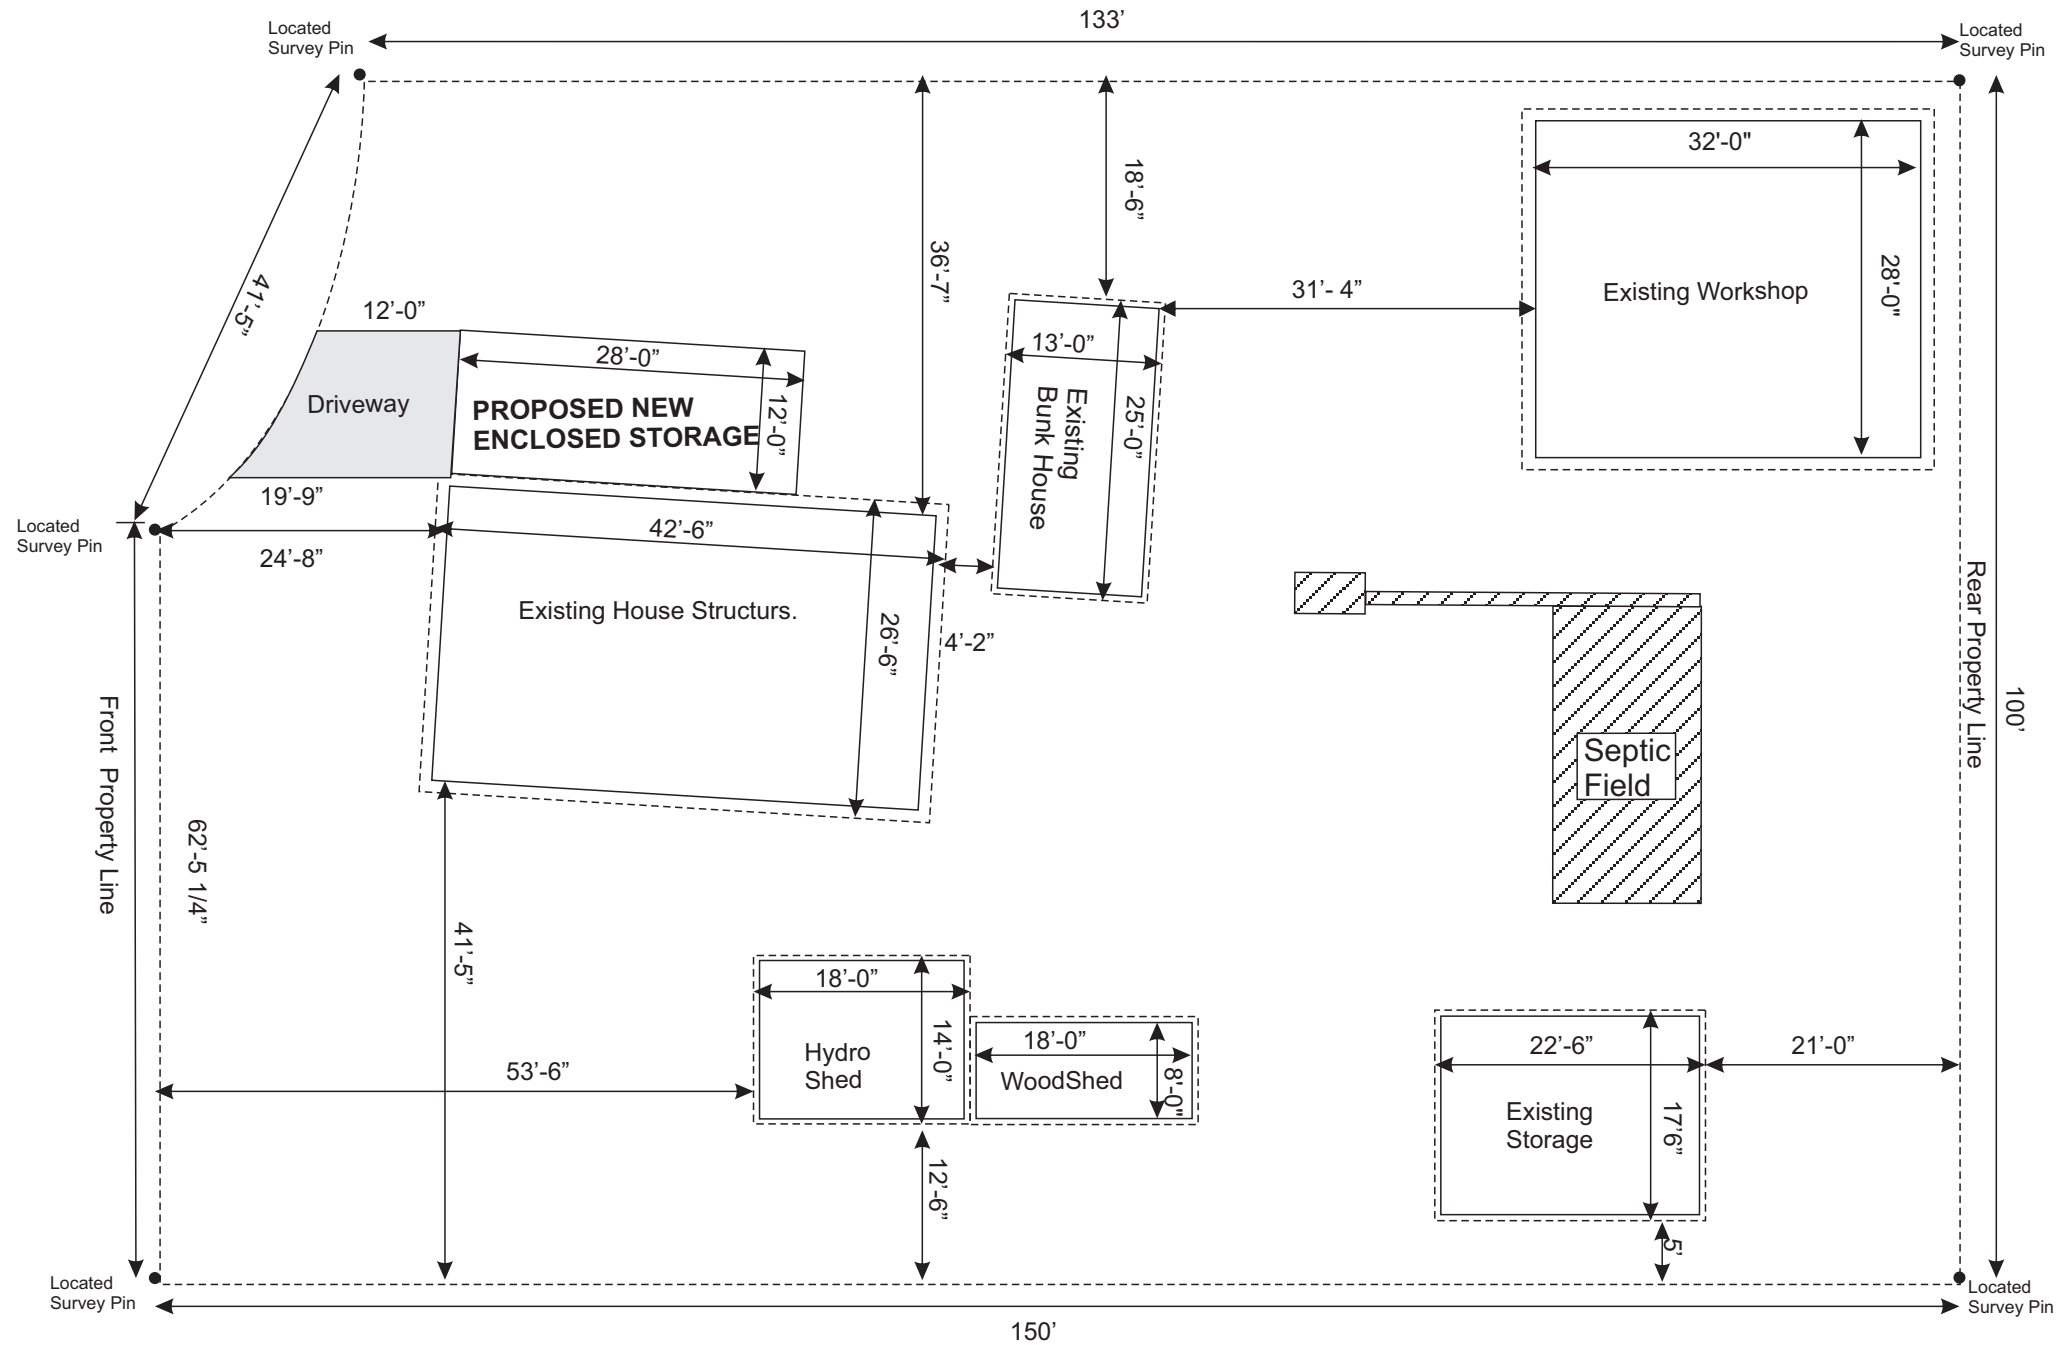 133’
Located
Survey Pin
Located
Survey Pin
32'-0"
18’-6”
36’-7”
28'-0"
41’-5”
31’- 4”
Existing Workshop
12’-0”
28’-0”
13’-0”
Driveway
PROPOSED NEW
ENCLOSED STORAGE
12’-0”
Existing
Bunk House
25’-0”
19’-9”
Located
Survey Pin
24’-8”
42’-6”
Existing House Structurs.
26’-6”
4’-2”
Rear Property Line
100’
Front Property Line
Septic
Field
62’-5 1/4”
41’-5”
18’-0”
14’-0”
Hydro
Shed
18’-0”
WoodShed
8'-0"
53’-6”
22’-6”
21’-0”
Existing
Storage
17’6”
12’-6”
5’
Located
Survey Pin
Located
Survey Pin
150’